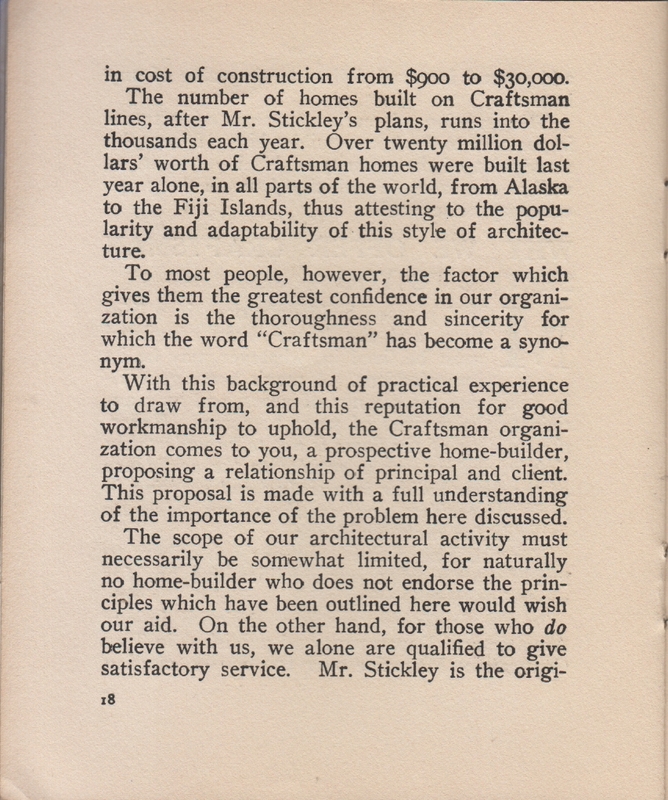 in cost of construction from $900 to $30,000.
The number of homes built on Craftsman
lines, after Mr. Stickley's plans, runs into the
thousands each year. Over twenty million dol-
lars' worth of Craftsman homes were built last
year alone, in all parts of the world, from Alaska
to the Fiji Islands, thus attesting to the popu-
larity and adaptability of this style of architec-
ture.
To most people, however, the factor which
gives them the greatest confidence in our organi-
zation is the thoroughness and sincerity for
which the word "Craftsman" has become a syno-
nym.
With this background of practical experience
to draw from, and this reputation for good
workmanship to uphold, the Craftsman organi-
zation comes to you, a prospective home-builder,
proposing a relationship of principal and client.
This proposal is made with a full understanding
of the importance of the problem here discussed.
The scope of our architectural activity must
necessarily be somewhat limited, for naturally
no home-builder who does not endorse the prin-
ciples which have been outlined here would wish
our aid. On the other hand, for those who do
believe with us, we alone are qualified to give
satisfactory service. Mr. Stickley is the origi-
18